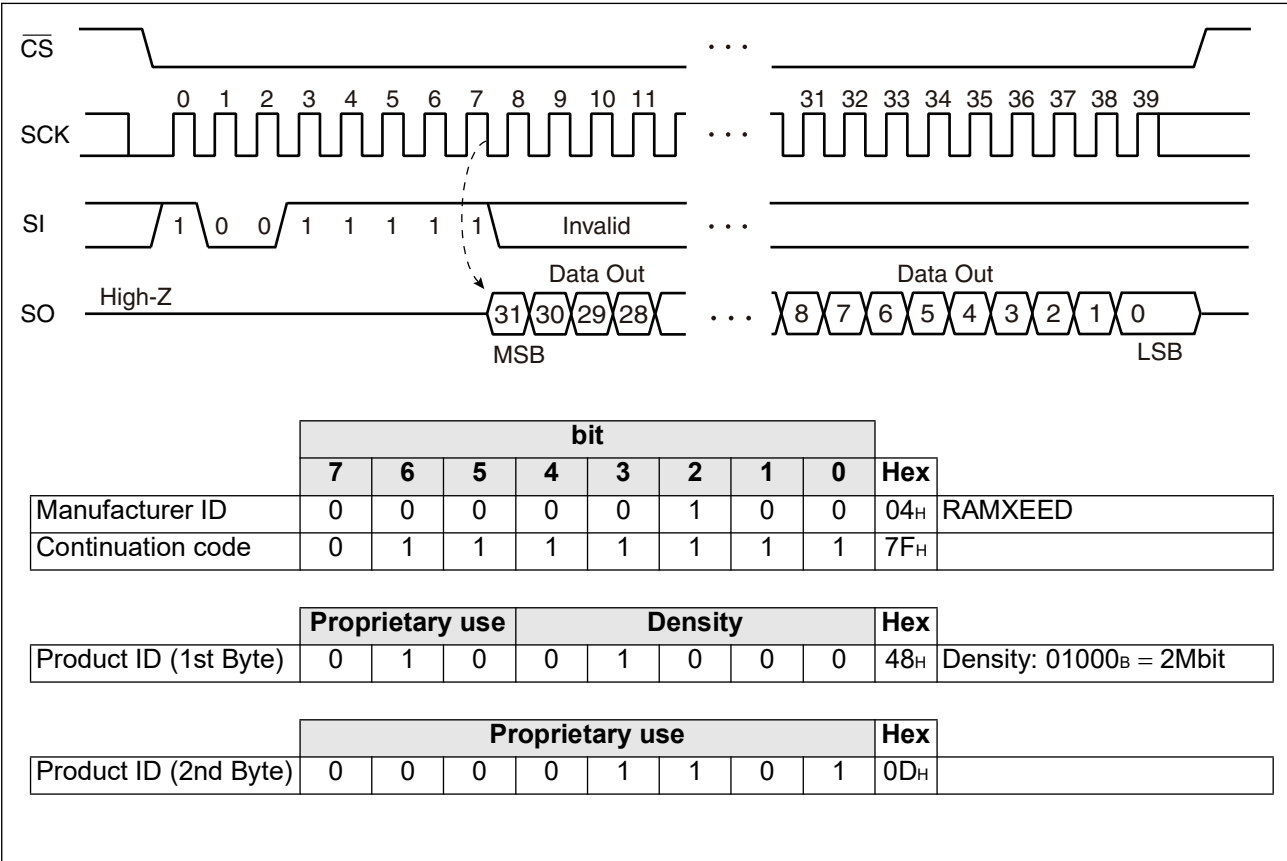 CS
· · ·
0 1 2 3 4 5 6 7 8 9 10 11 31 32 33 34 35 36 37 38 39
SCK
· · ·
SI 1 0 0 1 1 1 1 1 Invalid · · ·
Data Out Data Out
High-Z
SO 31 30 29 28 · · · 8 7 6 5 4 3 2 1 0
MSB LSB
bit
7 6 5 4 3 2 1 0 Hex
Manufacturer ID 0 0 0 0 0 1 0 0 04H RAMXEED
Continuation code 0 1 1 1 1 1 1 1 7FH
Proprietary use Density Hex
Product ID (1st Byte) 0 1 0 0 1 0 0 0 48H Density: 01000B = 2Mbit
Proprietary use Hex
Product ID (2nd Byte) 0 0 0 0 1 1 0 1 0DH